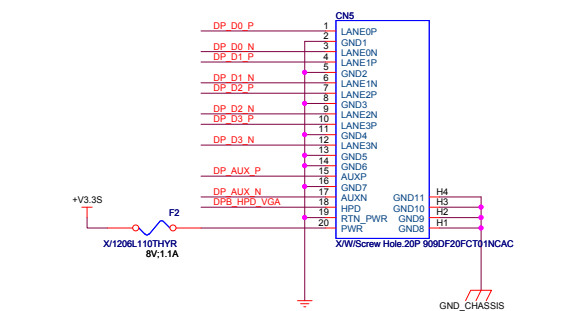 CN5
DP_D0_P 1 LANE0P
2 GND1
DP_D0_N 3 LANE0N
DP_D1_P 4 LANE1P
5 GND2
DP_D1_N 6 LANE1N
DP_D2_P 7 LANE2P
8 GND3
DP_D2_N 9 LANE2N
DP_D3_P 10 LANE3P
11 GND4
DP_D3_N 12 LANE3N
13 GND5
14 GND6
DP_AUX_P 15 AUXP
16 GND7
DP_AUX_N 17 AUXN GND11 H4
DPB_HPD_VGA 18 HPD GND10 H3
19 RTN_PWR GND9 H2
20 PWR GND8 H1
+V3.3S
F2
X/1206L110THYR
8V;1.1A
X/W/Screw Hole.20P 909DF20FCT01NCAC
GND_CHASSIS